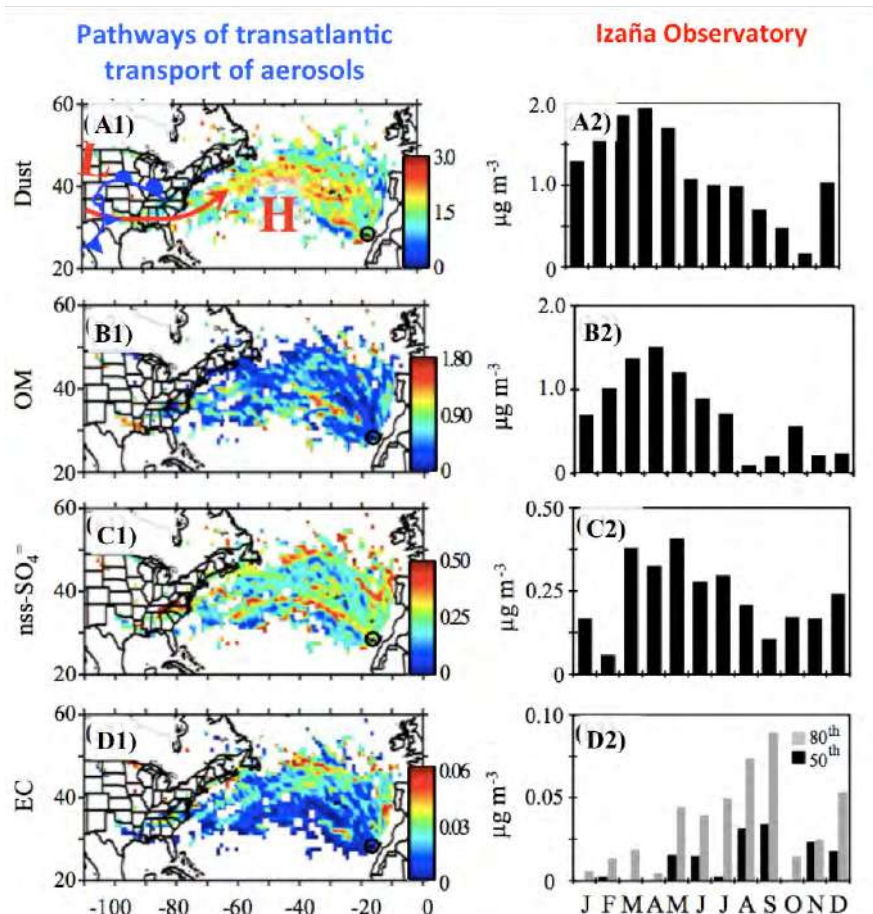 Pathways of transatlantic
transport of aerosols
Izaña Observatory
60
40
20
Dust
(A1)
L
H
3.0
1.5
0
2.0
1.0
0
µg m-3
A2)
60
40
20
OM
B1)
1.80
0.90
0
2.0
1.0
0
µg m-3
B2)
60
40
20
nss-SO4=
C1)
0.50
0.25
0
0.50
0.25
0
µg m-3
C2)
60
40
20
EC
D1)
0.06
0.03
0
0.10
0.05
0
µg m-3
D2)
80th
50th
-100 -80 -60 -40 -20 0
J F M A M J J A S O N D